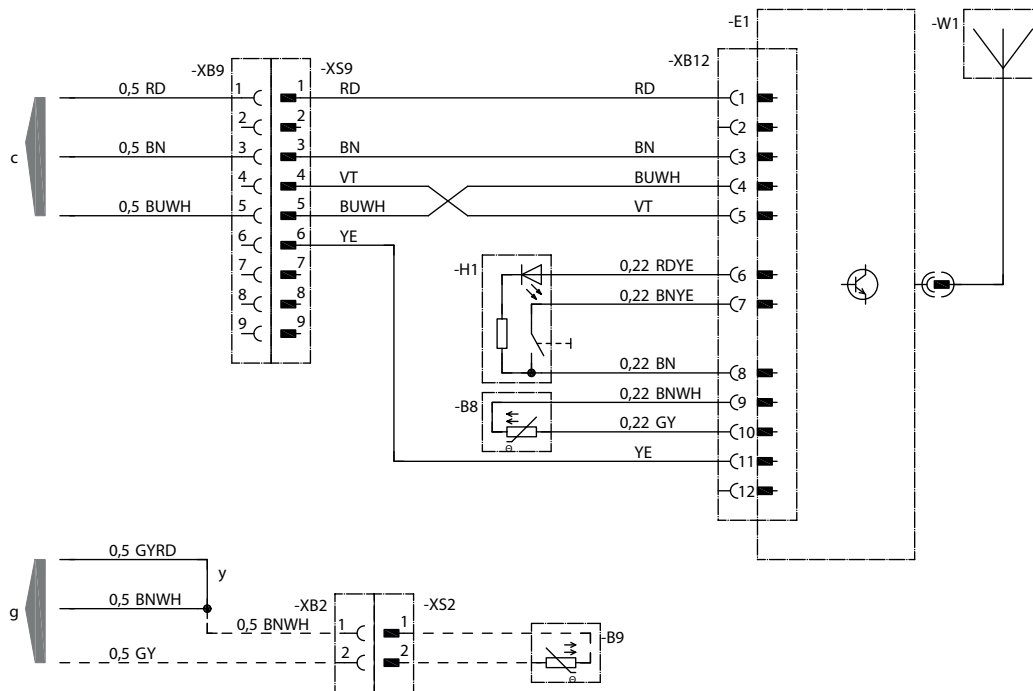 -E1
-W1
-XB9
-XS9
-XB12
0,5 RD
1
1
RD
RD
1
2
2
2
c
0,5 BN
3
3
BN
BN
3
4
4
VT
BUWH
4
0,5 BUWH
5
5
BUWH
VT
5
6
6
YE
7
7
-H1
0,22 RDYE
6
8
8
0,22 BNYE
7
9
9
0,22 BN
8
-B8
0,22 BNWH
9
0,22 GY
10
Θ
YE
11
12
0,5 GYRD
y
g
0,5 BNWH
-XB2
-XS2
0,5 BNWH
1
1
-B9
0,5 GY
2
2
Θ